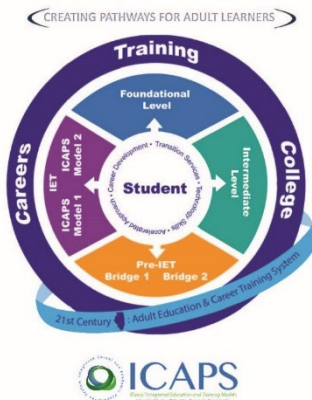 CREATING PATHWAYS FOR ADULT LEARNERS
Training
Careers
College
Foundational
Level
Intermediate
Level
Pre-IET
Bridge 1 Bridge 2
IET
ICAPS
Model 1
ICAPS
Model 2
Accelerated Approach • Career Development • Transition Services • Technology Skills •
Student
21st Century : Adult Education & Career Training System
ICAPS